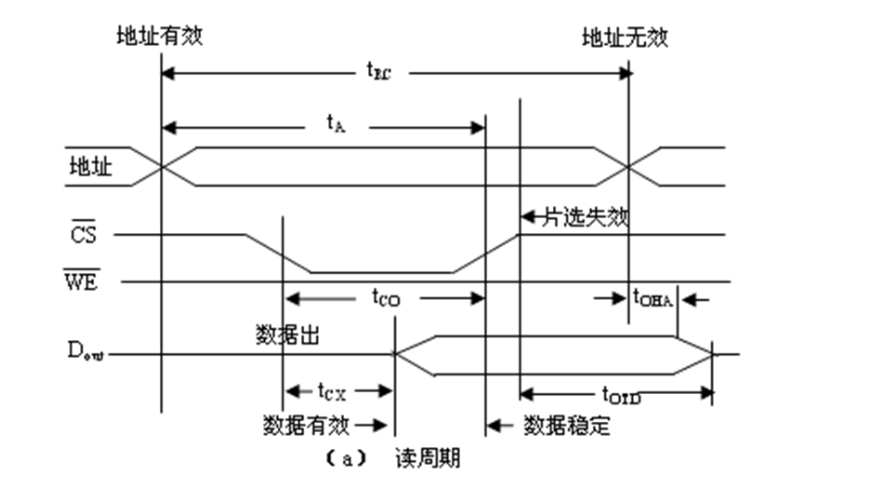 地址有效
地址无效
tRC
tA
地址
片选失效
CS
WE
tCO
tOHA
数据出
Dout
tCX
tOTD
数据有效
数据稳定
(a) 读周期